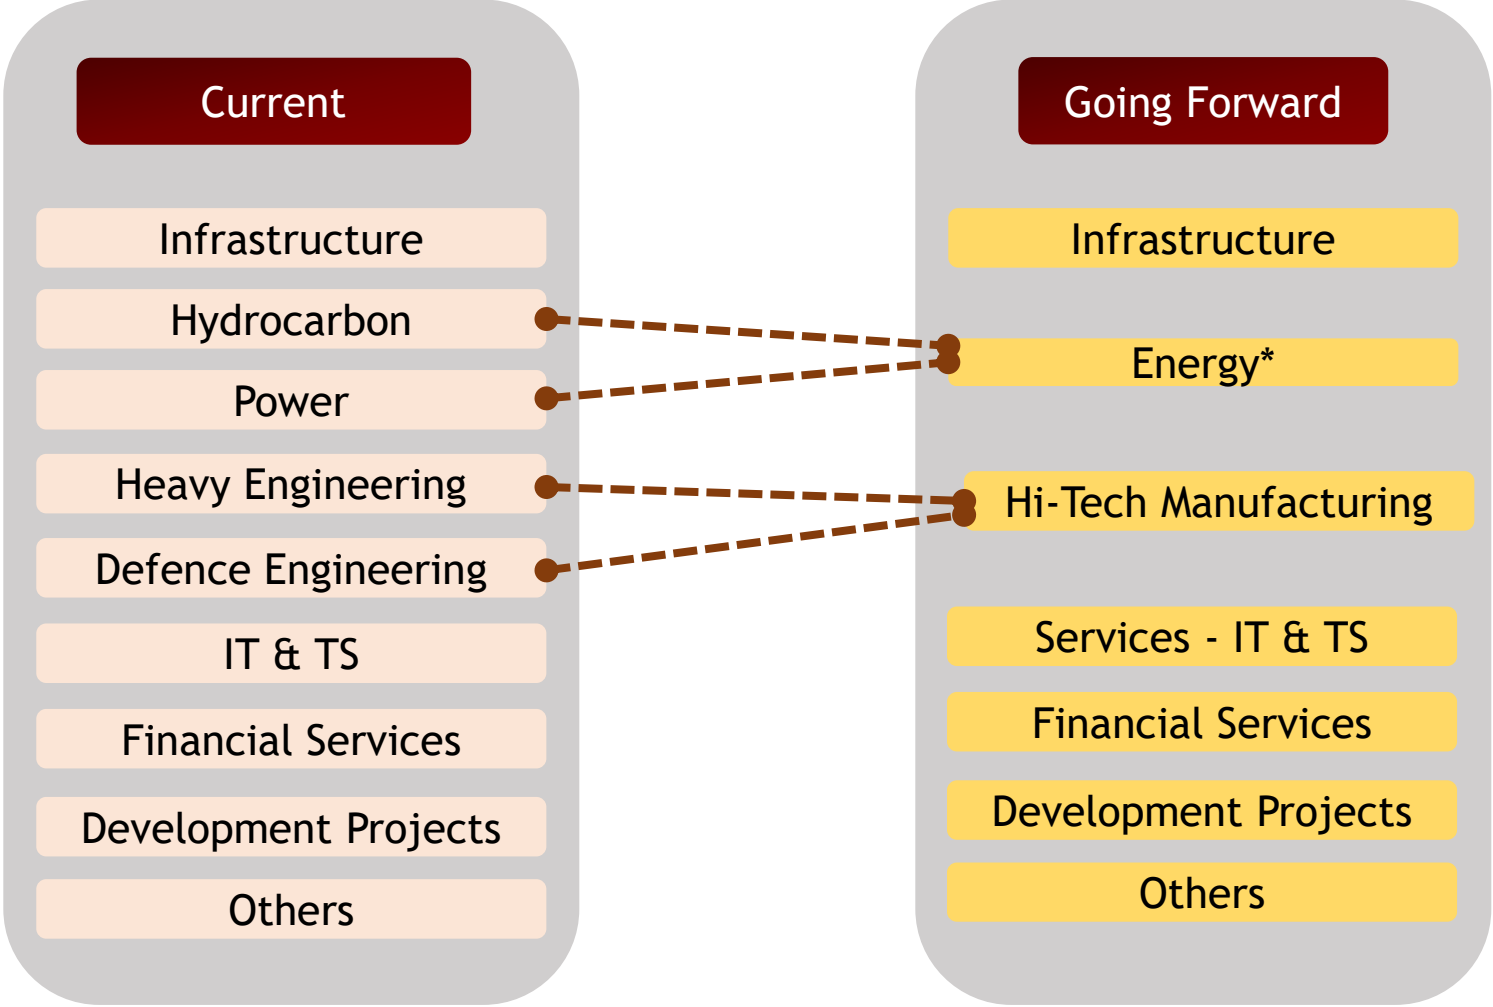 Current
Infrastructure
Hydrocarbon
Power
Heavy Engineering
Defence Engineering
IT & TS
Financial Services
Development Projects
Others
Going Forward
Infrastructure
Energy*
Hi-Tech Manufacturing
Services - IT & TS
Financial Services
Development Projects
Others